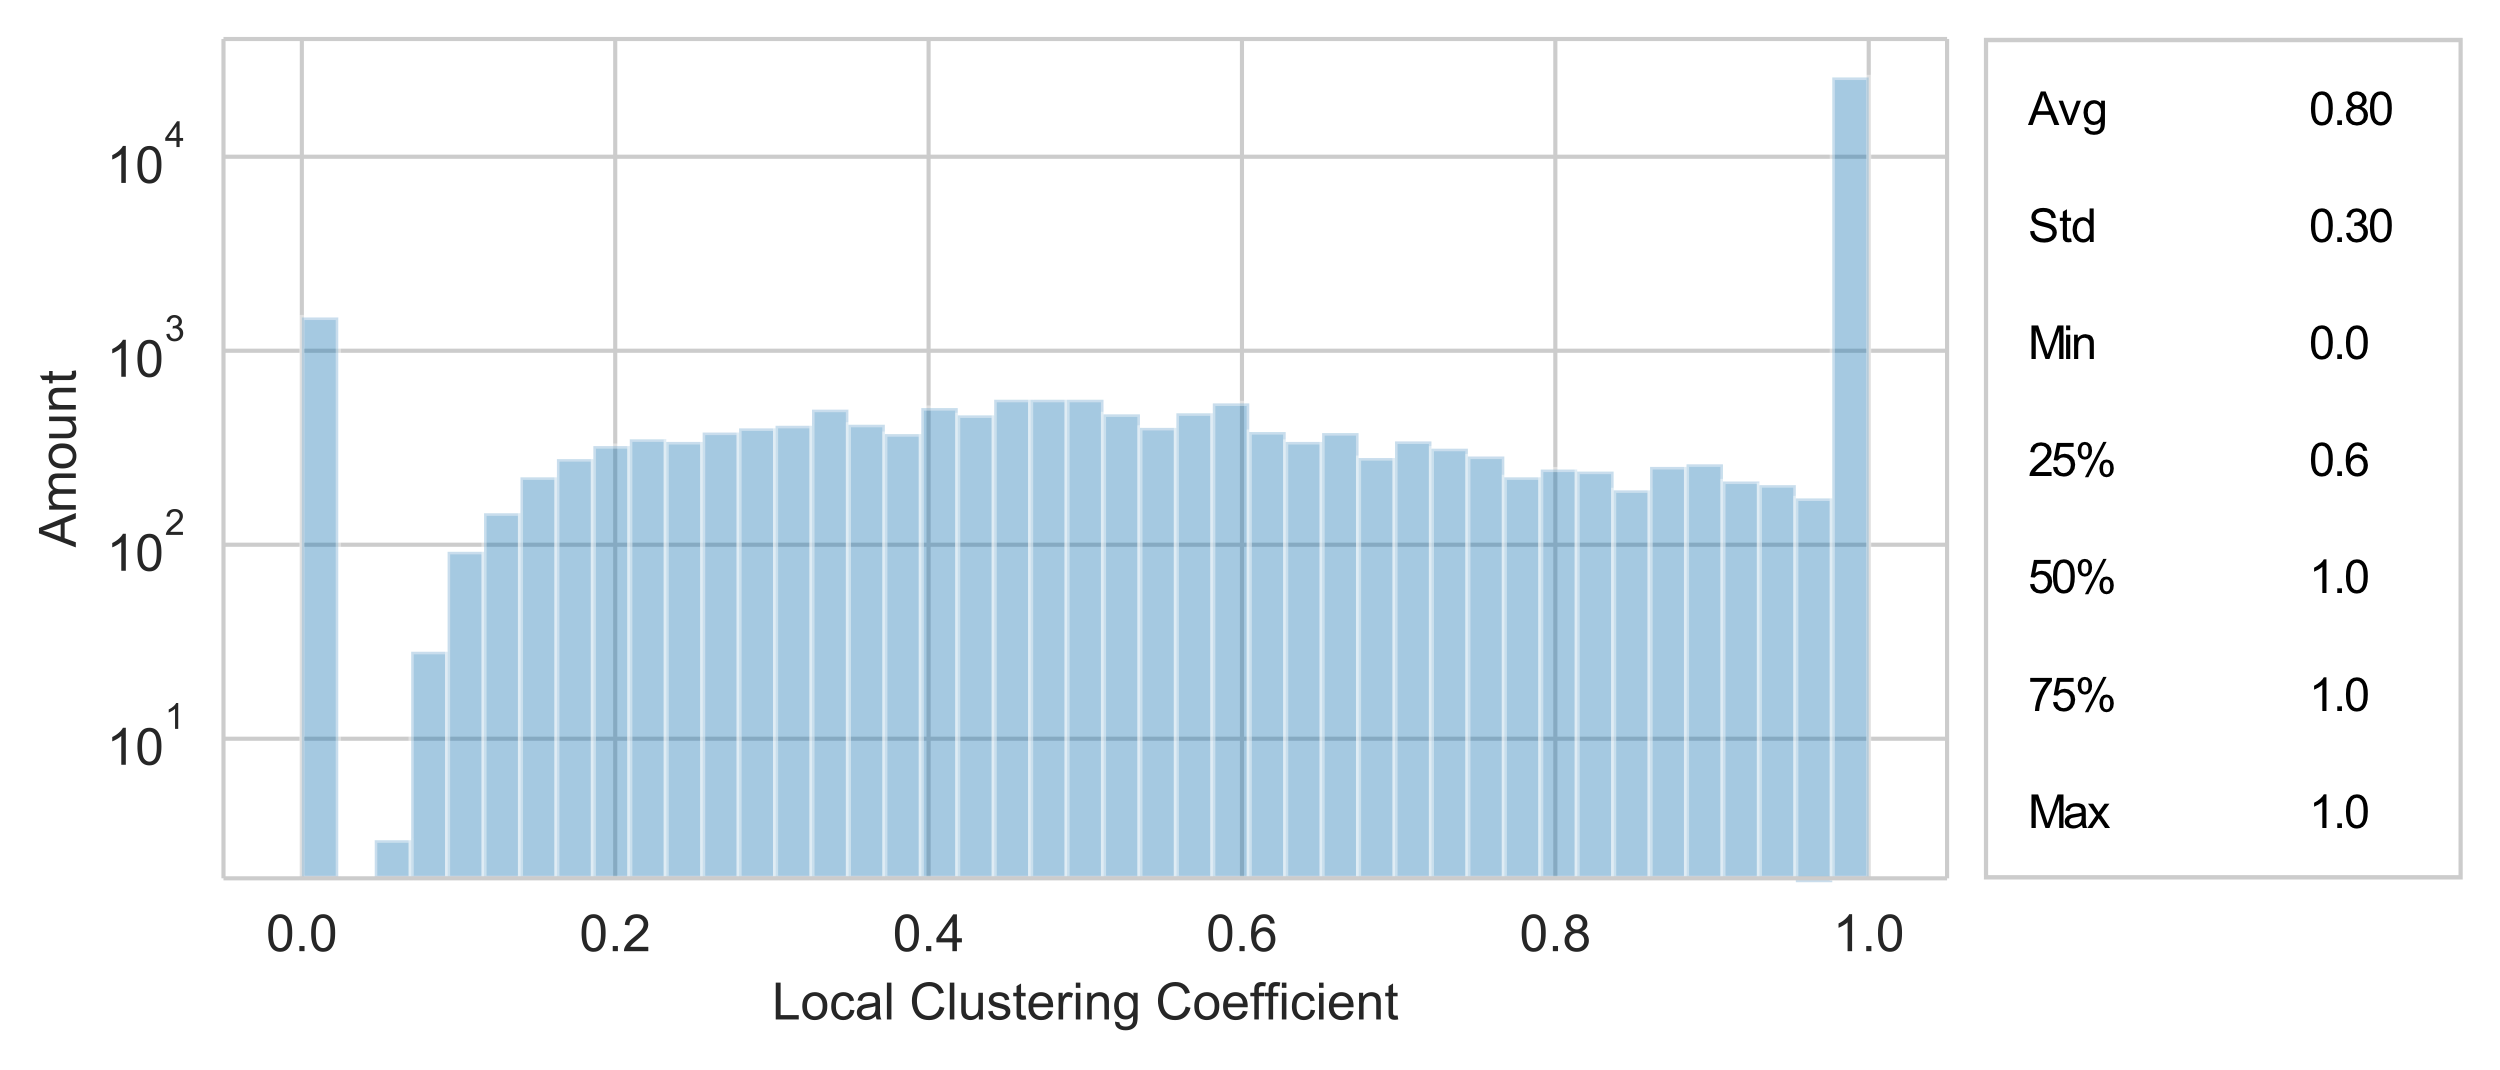 10^4
10^3
10^2
10^1
Amount
0.0 0.2 0.4 0.6 0.8 1.0
Local Clustering Coefficient
Avg 0.80
Std 0.30
Min 0.0
25% 0.6
50% 1.0
75% 1.0
Max 1.0